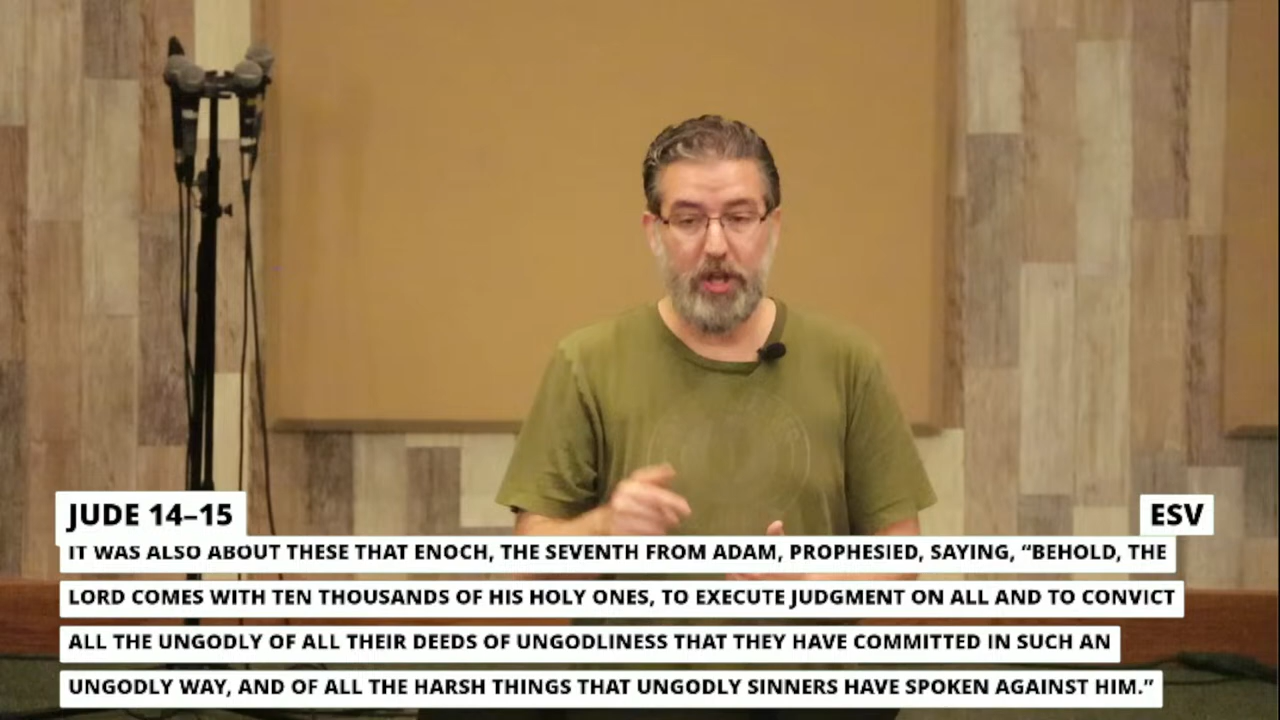 JUDE 14–15
ESV
IT WAS ALSO ABOUT THESE THAT ENOCH, THE SEVENTH FROM ADAM, PROPHESIED, SAYING, “BEHOLD, THE
LORD COMES WITH TEN THOUSANDS OF HIS HOLY ONES, TO EXECUTE JUDGMENT ON ALL AND TO CONVICT
ALL THE UNGODLY OF ALL THEIR DEEDS OF UNGODLINESS THAT THEY HAVE COMMITTED IN SUCH AN
UNGODLY WAY, AND OF ALL THE HARSH THINGS THAT UNGODLY SINNERS HAVE SPOKEN AGAINST HIM.”